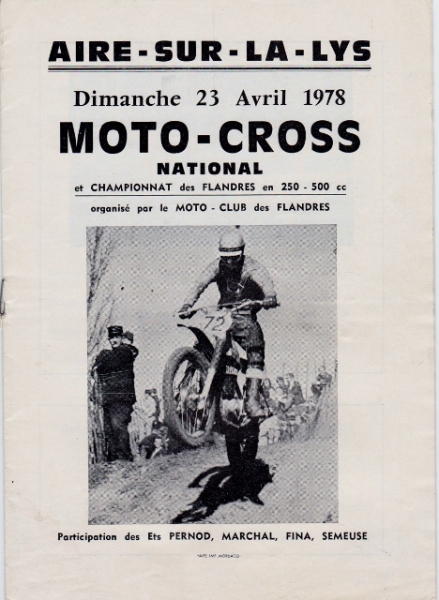 AIRE-SUR-LA-LYS
Dimanche 23 Avril 1978
MOTO-CROSS
NATIONAL
et CHAMPIONNAT des FLANDRES en 250 - 500 cc
organisé par le MOTO - CLUB des FLANDRES
72
Participation des Ets PERNOD, MARCHAL, FINA, SEMEUSE